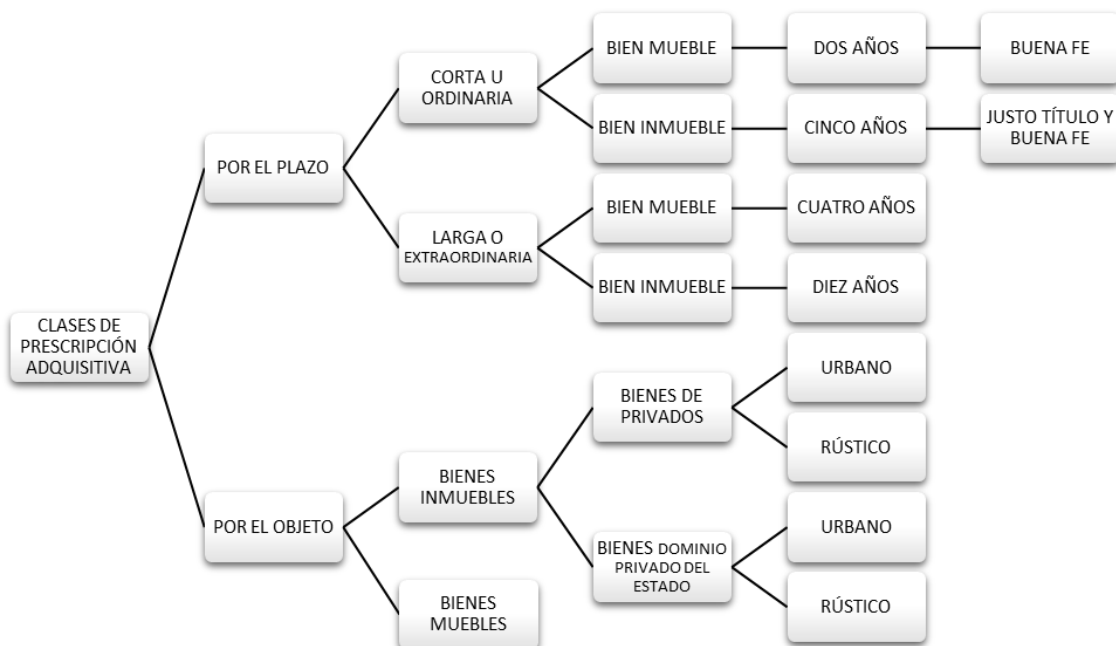 CLASES DE
PRESCRIPCIÓN
ADQUISITIVA
POR EL PLAZO
CORTA U
ORDINARIA
BIEN MUEBLE
DOS AÑOS
BUENA FE
BIEN INMUEBLE
CINCO AÑOS
JUSTO TÍTULO Y
BUENA FE
LARGA O
EXTRAORDINARIA
BIEN MUEBLE
CUATRO AÑOS
BIEN INMUEBLE
DIEZ AÑOS
POR EL OBJETO
BIENES
INMUEBLES
BIENES DE
PRIVADOS
URBANO
RÚSTICO
BIENES DOMINIO
PRIVADO DEL
ESTADO
URBANO
RÚSTICO
BIENES
MUEBLES